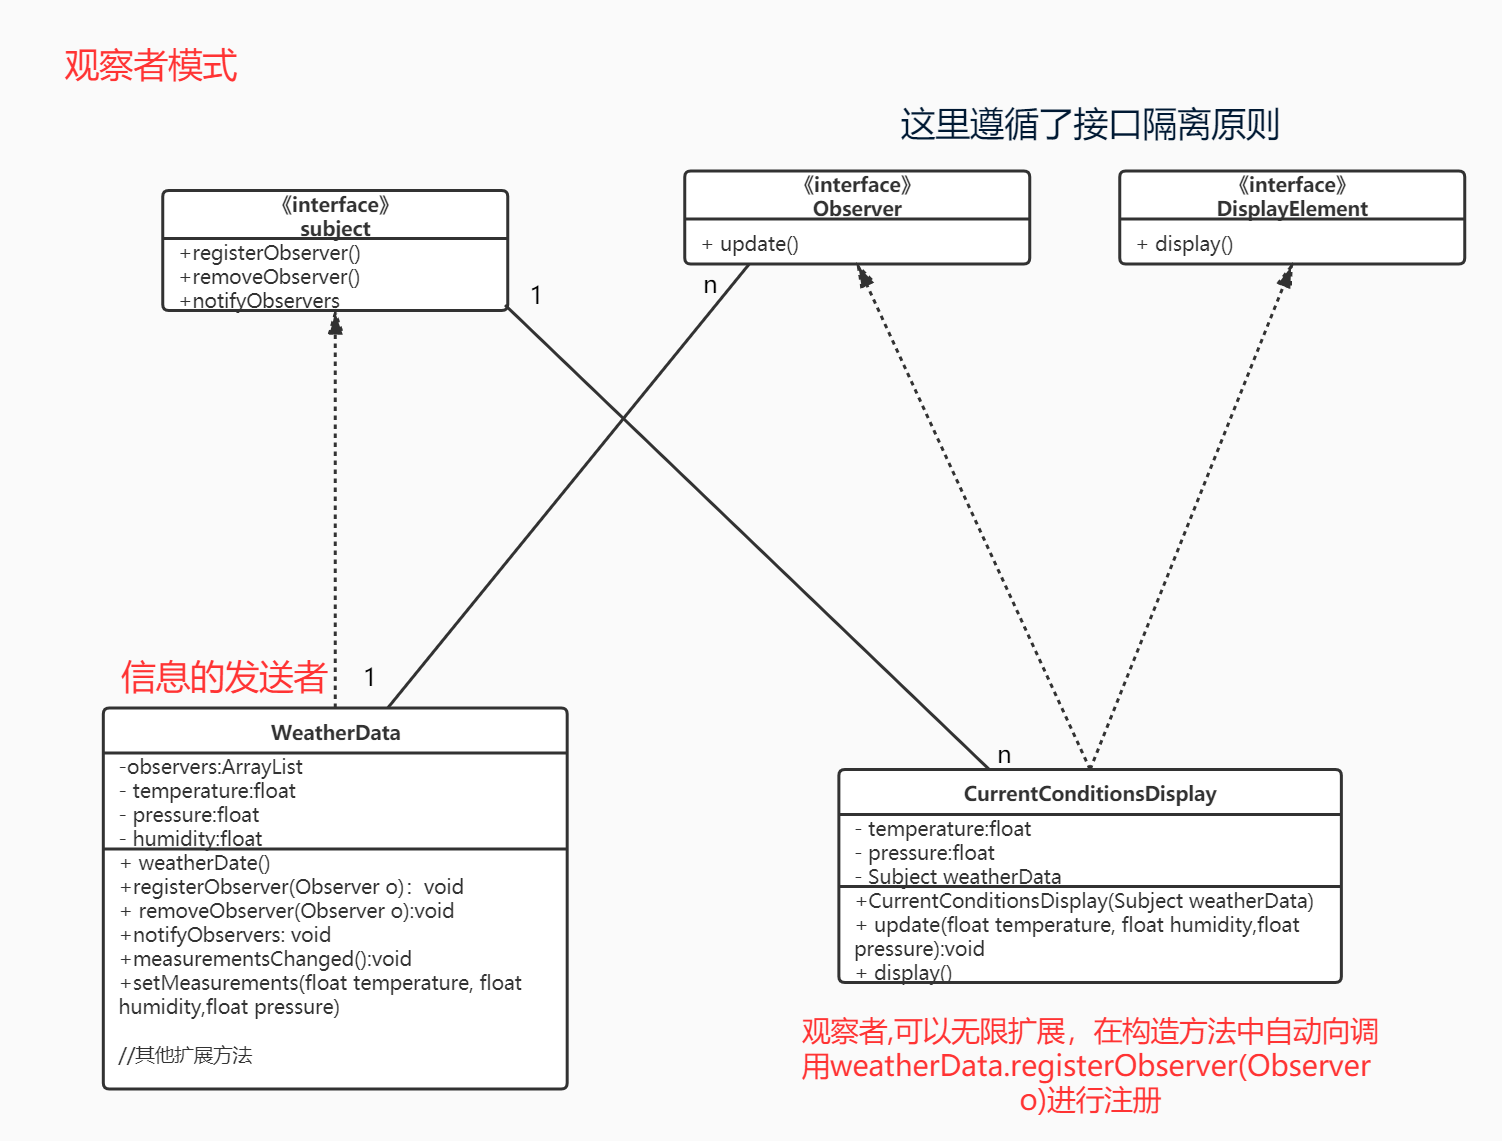 观察者模式
这里遵循了接口隔离原则
《interface》
subject
+registerObserver()
+removeObserver()
+notifyObservers
《interface》
Observer
+ update()
《interface》
DisplayElement
+ display()
1
n
信息的发送者
1
n
WeatherData
-observers:ArrayList
- temperature:float
- pressure:float
- humidity:float
+ weatherDate()
+registerObserver(Observer o)：void
+ removeObserver(Observer o):void
+notifyObservers: void
+measurementsChanged():void
+setMeasurements(float temperature, float
humidity,float pressure)
//其他扩展方法
CurrentConditionsDisplay
- temperature:float
- pressure:float
- Subject weatherData
+CurrentConditionsDisplay(Subject weatherData)
+ update(float temperature, float humidity,float
pressure):void
+ display()
观察者,可以无限扩展，在构造方法中自动向调
用weatherData.registerObserver(Observer
o)进行注册